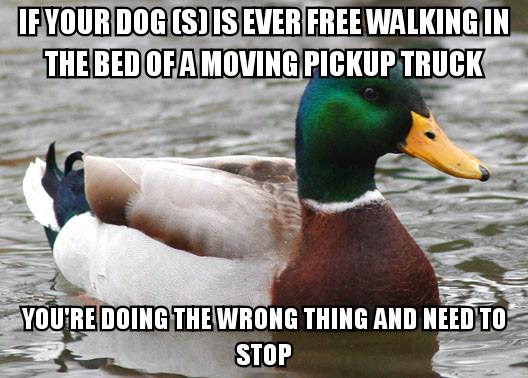 IF YOUR DOG (S) IS EVER FREE WALKING IN
THE BED OF A MOVING PICKUP TRUCK
YOU'RE DOING THE WRONG THING AND NEED TO
STOP